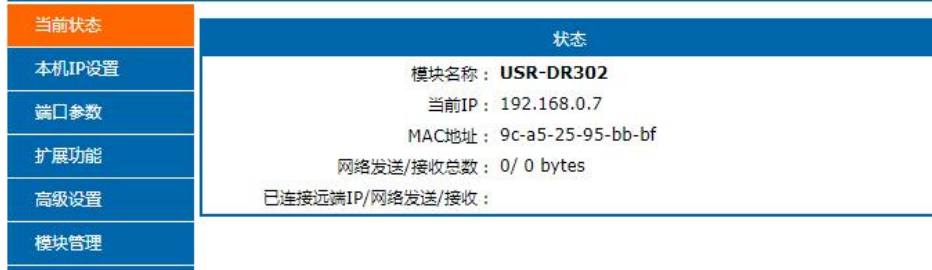 当前状态
本机IP设置
端口参数
扩展功能
高级设置
模块管理
状态
模块名称： USR-DR302
当前IP： 192.168.0.7
MAC地址： 9c-a5-25-95-bb-bf
网络发送/接收总数： 0/ 0 bytes
已连接远端IP/网络发送/接收：